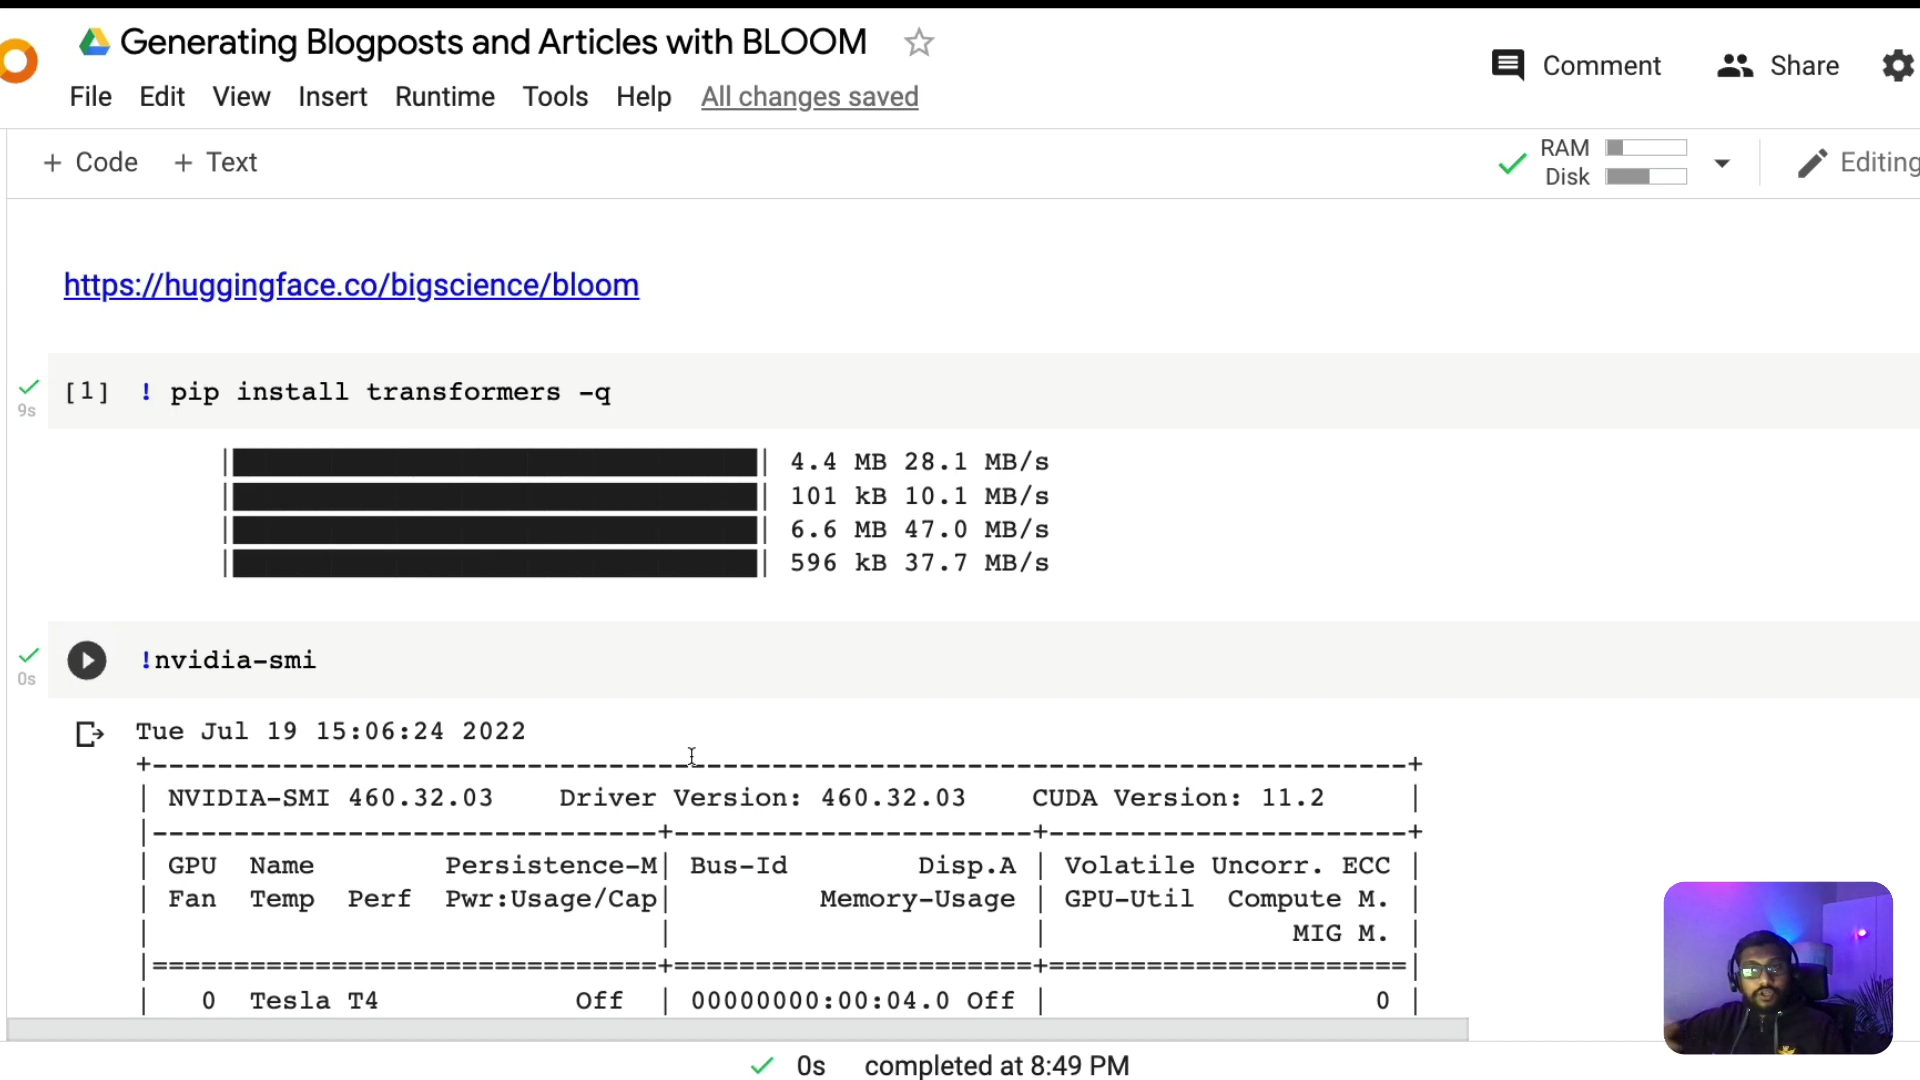 Generating Blogposts and Articles with BLOOM
Comment
Share
File Edit View Insert Runtime Tools Help All changes saved
+ Code + Text
RAM
Disk
Editing
https://huggingface.co/bigscience/bloom
9s
[1] ! pip install transformers -q
4.4 MB 28.1 MB/s
101 kB 10.1 MB/s
6.6 MB 47.0 MB/s
596 kB 37.7 MB/s
0s
!nvidia-smi
Tue Jul 19 15:06:24 2022
+-----------------------------------------------------------------------------+
| NVIDIA-SMI 460.32.03    Driver Version: 460.32.03    CUDA Version: 11.2     |
|-------------------------------+----------------------+----------------------+
| GPU  Name        Persistence-M| Bus-Id        Disp.A | Volatile Uncorr. ECC |
| Fan  Temp  Perf  Pwr:Usage/Cap|         Memory-Usage | GPU-Util  Compute M. |
|                               |                      |               MIG M. |
|===============================+======================+======================|
|   0  Tesla T4            Off  | 00000000:00:04.0 Off |                    0 |
0s completed at 8:49 PM